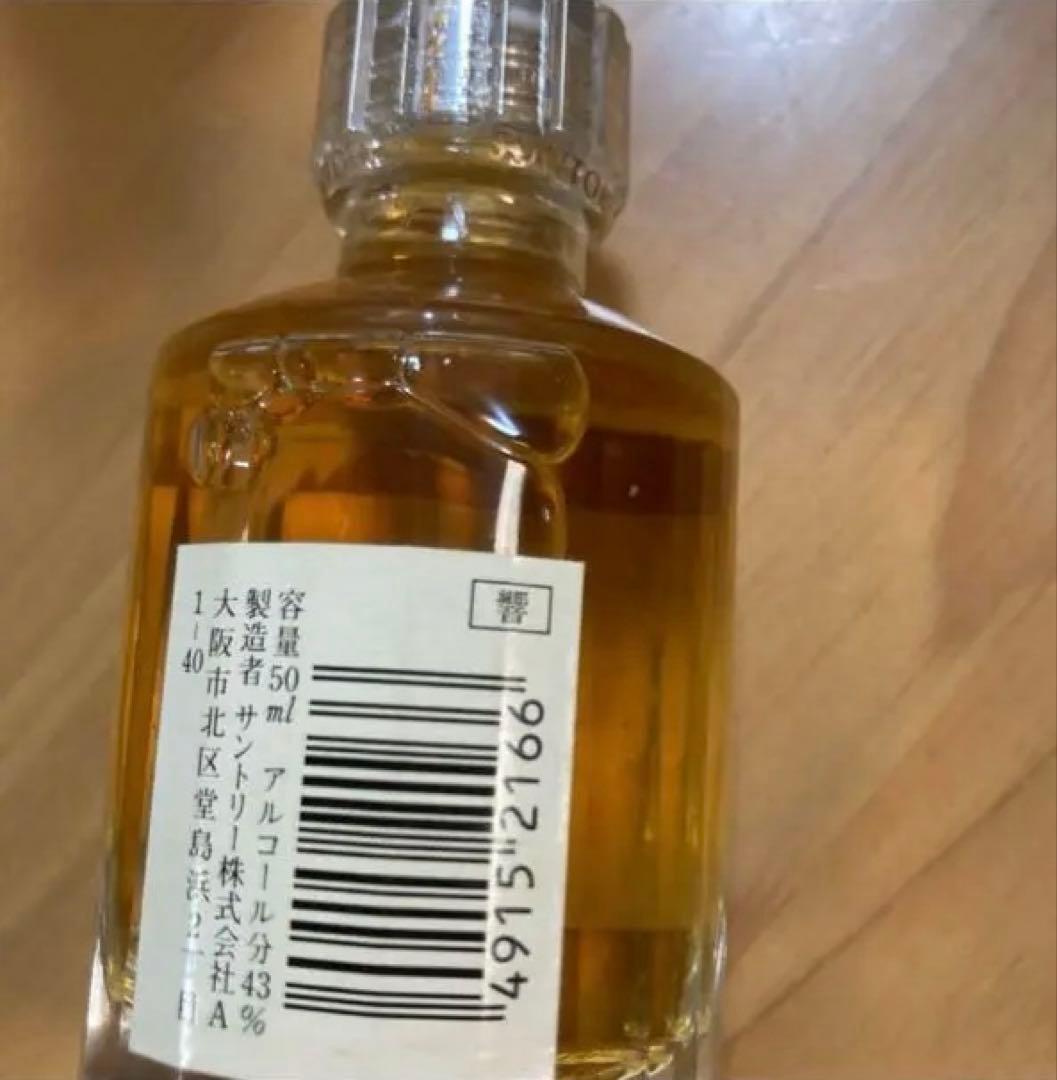 響
容量50ml アルコール分43%
製造者 サントリー株式会社A
大阪市北区堂島浜2丁目
1-40
4915"2166